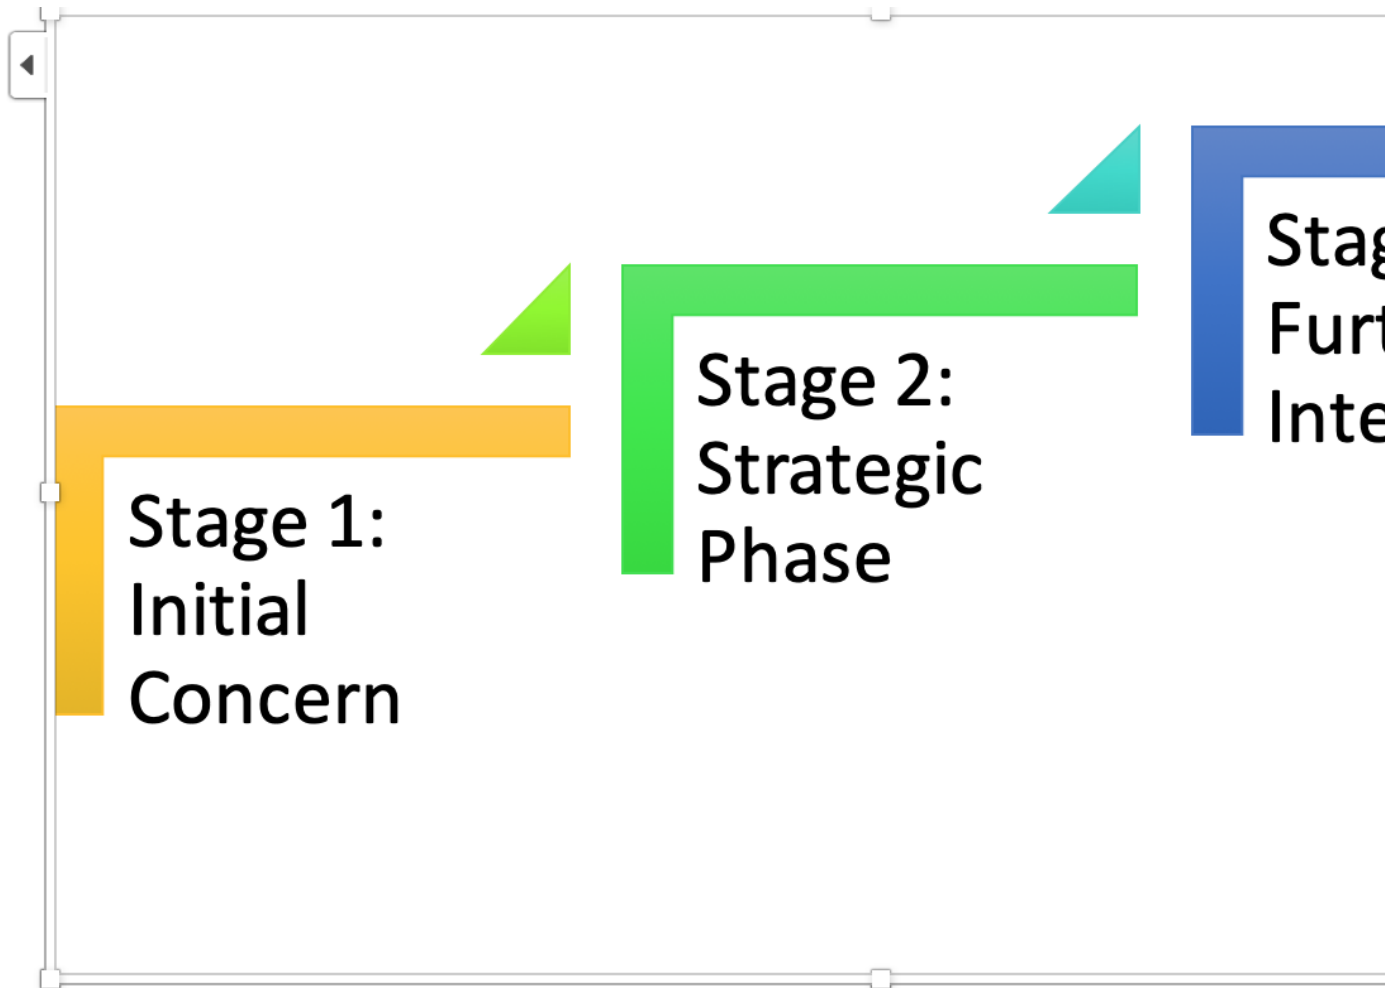 Stage 1:
Initial
Concern
Stage 2:
Strategic
Phase